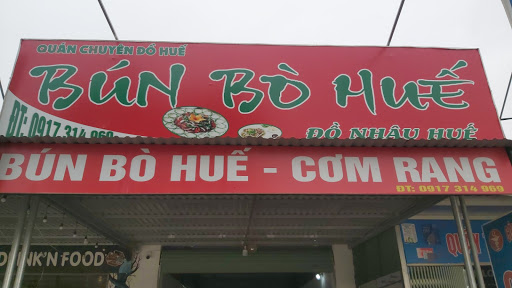 QUÁN CHUYÊN ĐỒ HUẾ
BÚN BÒ HUẾ
ĐT: 0917 314 969
ĐỒ NHẬU HUẾ
BÚN BÒ HUẾ - CƠM RANG
ĐT: 0917 314 969
DRINK'N FOOD